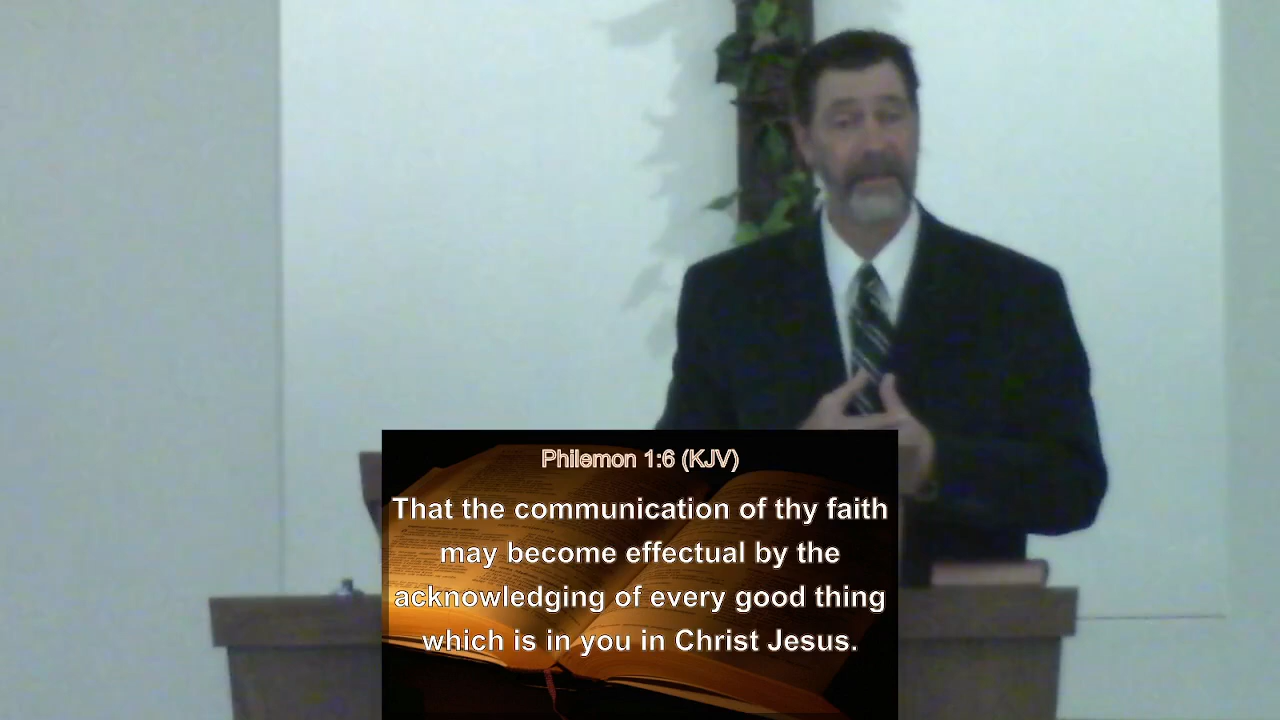 Philemon 1:6 (KJV)
That the communication of thy faith
may become effectual by the
acknowledging of every good thing
which is in you in Christ Jesus.